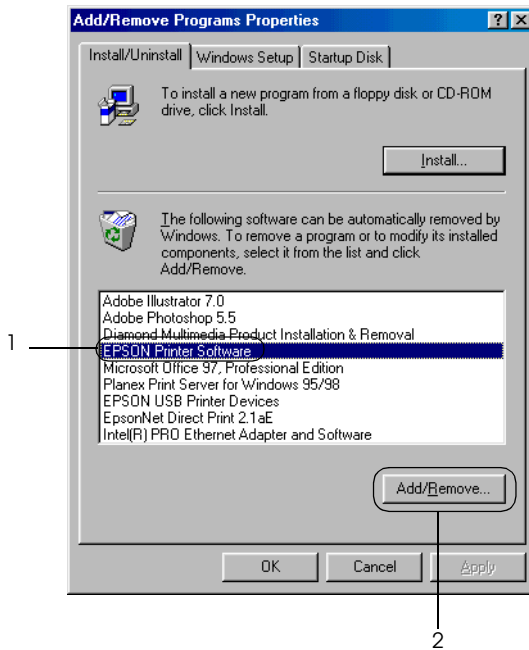 Add/Remove Programs Properties
Install/Uninstall Windows Setup Startup Disk
To install a new program from a floppy disk or CD-ROM
drive, click Install.
Install...
The following software can be automatically removed by
Windows. To remove a program or to modify its installed
components, select it from the list and click
Add/Remove.
Adobe Illustrator 7.0
Adobe Photoshop 5.5
Diamond Multimedia Product Installation & Removal
1
EPSON Printer Software
Microsoft Office 97, Professional Edition
Planex Print Server for Windows 95/98
EPSON USB Printer Devices
EpsonNet Direct Print 2.1aE
Intel(R) PRO Ethernet Adapter and Software
Add/Remove...
OK Cancel Apply
2